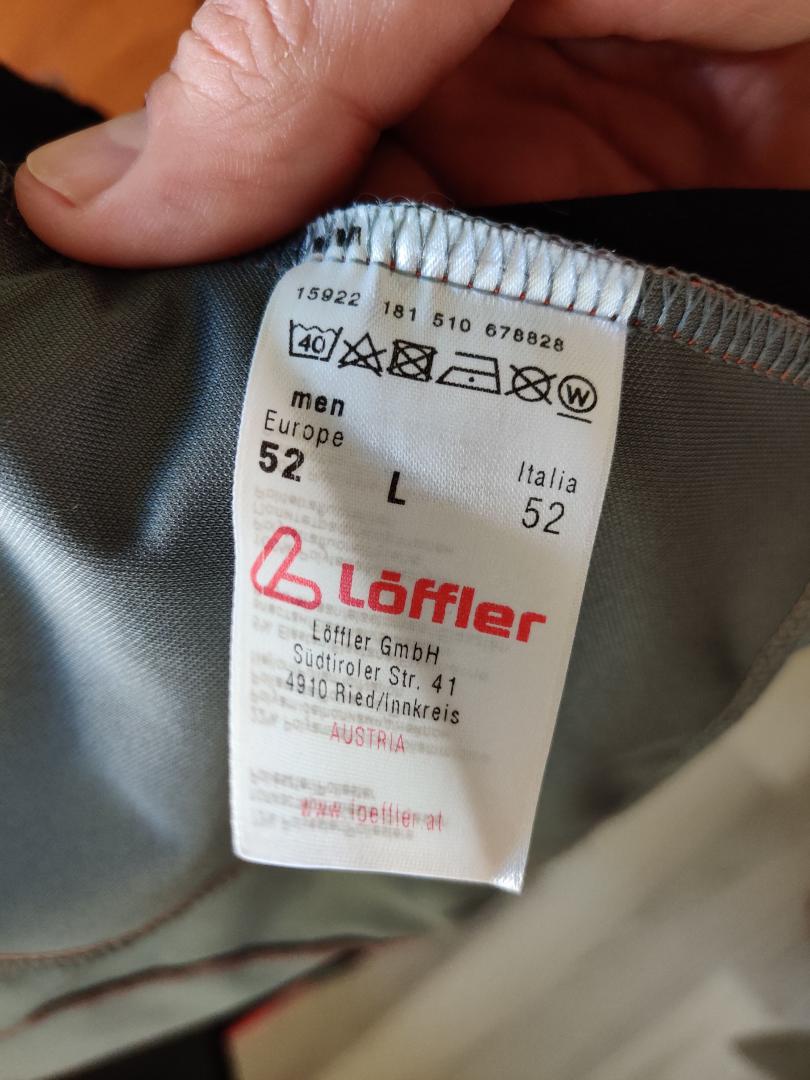 15922 181 510 678828
40 W
men
Europe
52
L
Italia
52
Löffler
Löffler GmbH
Südtiroler Str. 41
4910 Ried/Innkreis
AUSTRIA
www.loeffler.at